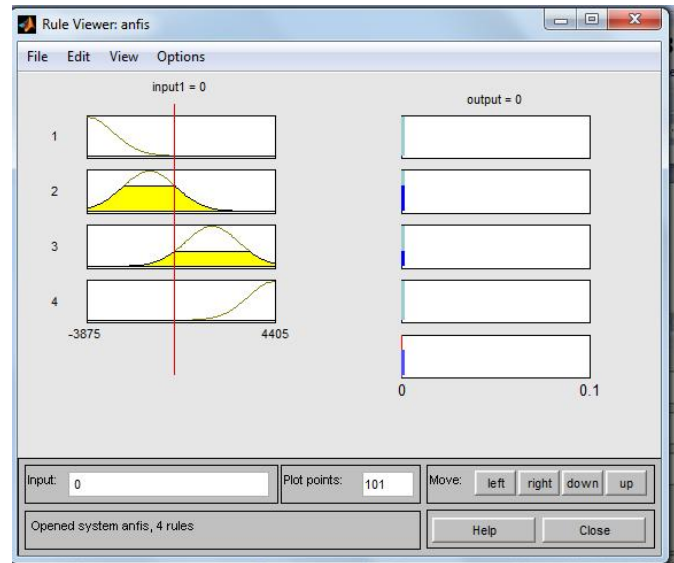 Rule Viewer: anfis
File Edit View Options
input1 = 0
output = 0
1
2
3
4
-3875 4405
0 0.1
Input: 0
Plot points: 101
Move: left right down up
Opened system anfis, 4 rules
Help Close